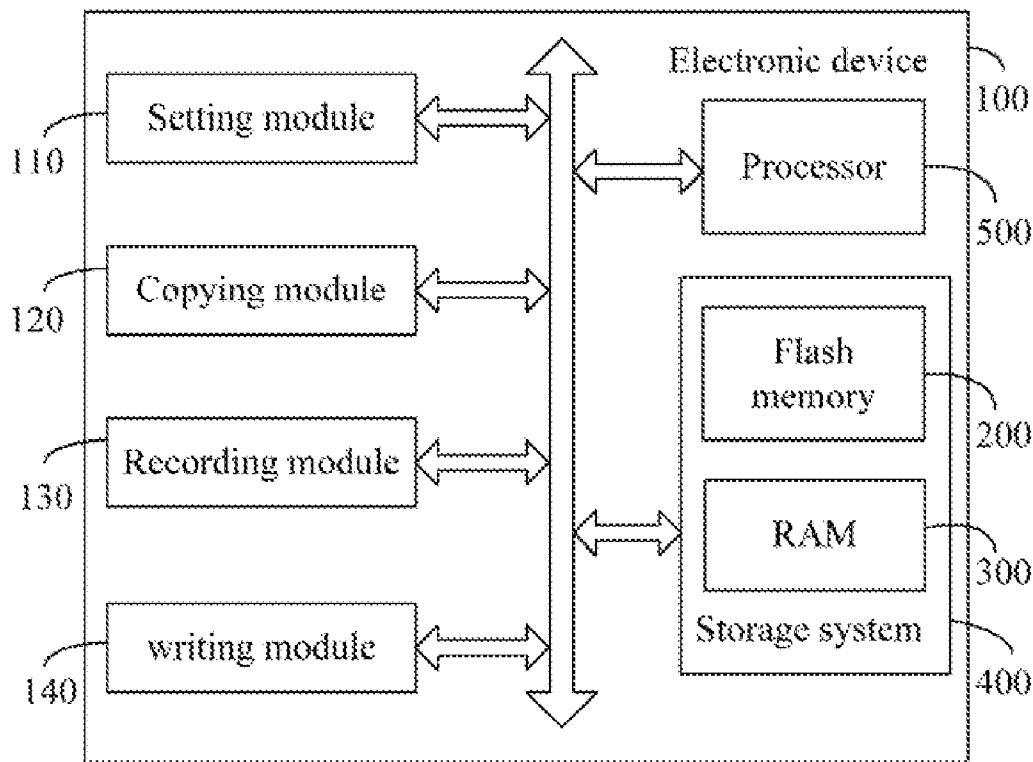 Electronic device
100
Setting module
110
Processor
500
Copying module
120
Flash
memory
200
Recording module
130
RAM
300
Storage system
400
writing module
140